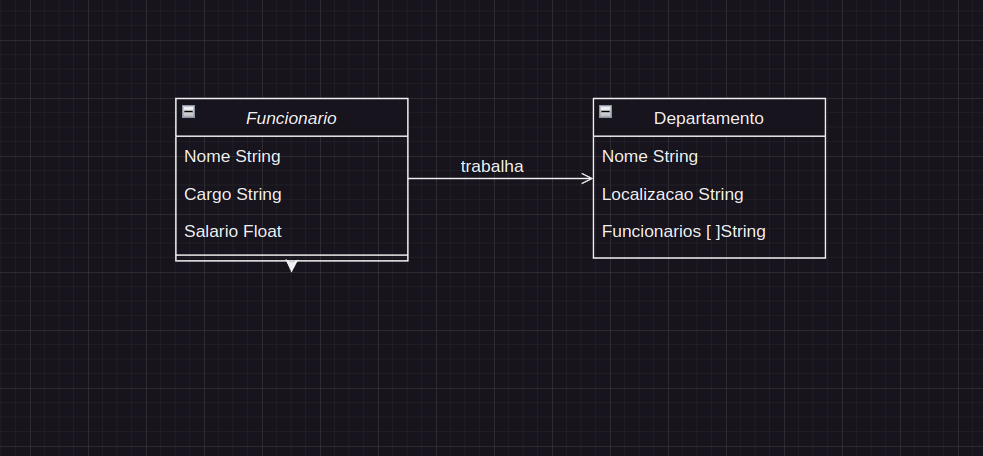 Funcionario
Nome String
Cargo String
Salario Float
trabalha
Departamento
Nome String
Localizacao String
Funcionarios [ ]String